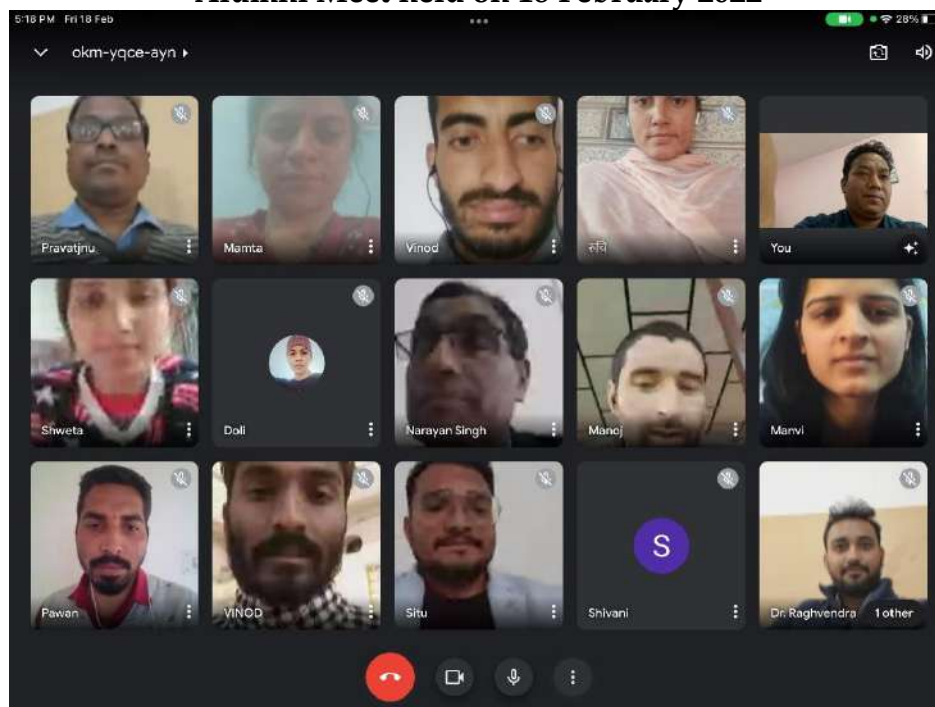 Alumni Meet held on 18 February 2022
5:18 PM Fri 18 Feb
28%
okm-yqce-ayn
Pravatjnu
Mamta
Vinod
रुचि
You
Shweta
Doli
Narayan Singh
Manoj
Manvi
Pawan
VINOD
Situ
S
Shivani
Dr. Raghvendra 1 other